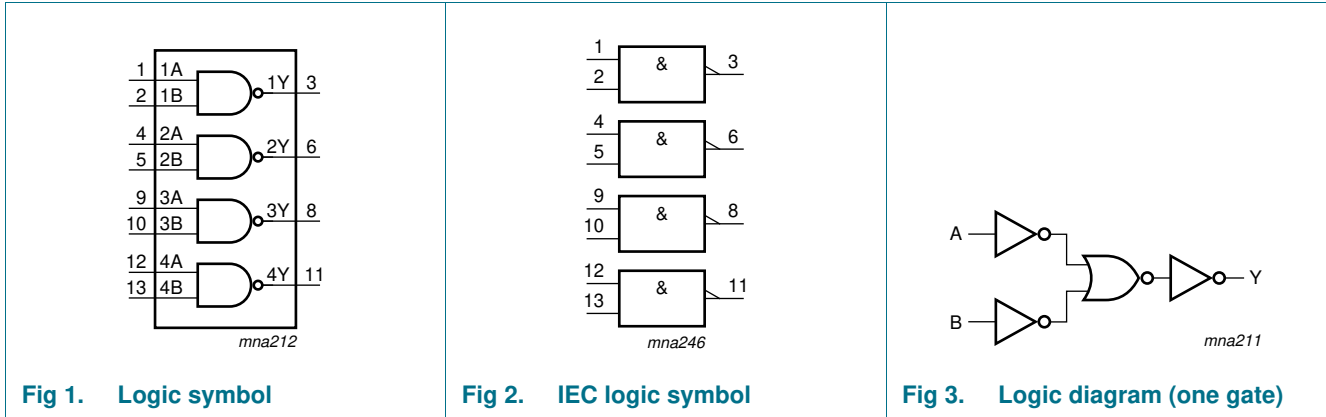 1 1A
2 1B
1Y 3
4 2A
5 2B
2Y 6
9 3A
10 3B
3Y 8
12 4A
13 4B
4Y 11
mna212
Fig 1. Logic symbol
1
2
&
3
4
5
&
6
9
10
&
8
12
13
&
11
mna246
Fig 2. IEC logic symbol
A
B
Y
mna211
Fig 3. Logic diagram (one gate)